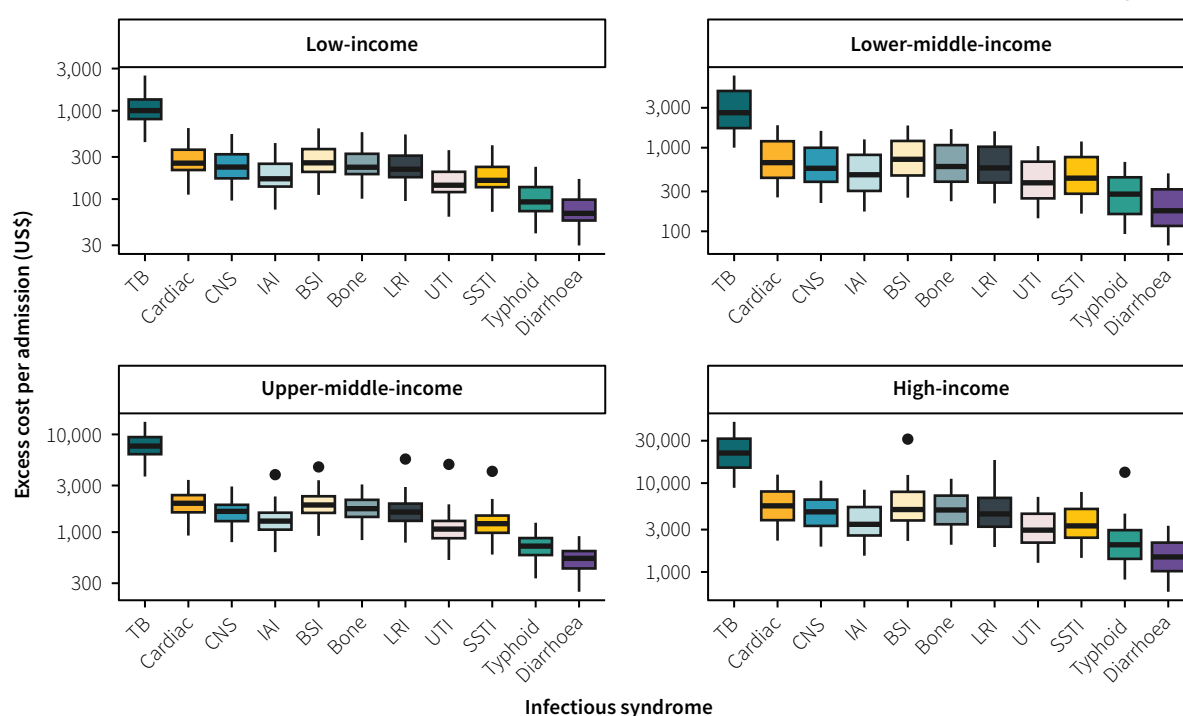 Low-income
Lower-middle-income
3,000
1,000
300
100
30
3,000
1,000
300
100
TB
Cardiac
CNS
IAI
BSI
Bone
LRI
UTI
SSTI
Typhoid
Diarrhoea
TB
Cardiac
CNS
IAI
BSI
Bone
LRI
UTI
SSTI
Typhoid
Diarrhoea
Excess cost per admission (US$)
Upper-middle-income
High-income
10,000
3,000
1,000
300
30,000
10,000
3,000
1,000
TB
Cardiac
CNS
IAI
BSI
Bone
LRI
UTI
SSTI
Typhoid
Diarrhoea
TB
Cardiac
CNS
IAI
BSI
Bone
LRI
UTI
SSTI
Typhoid
Diarrhoea
Infectious syndrome